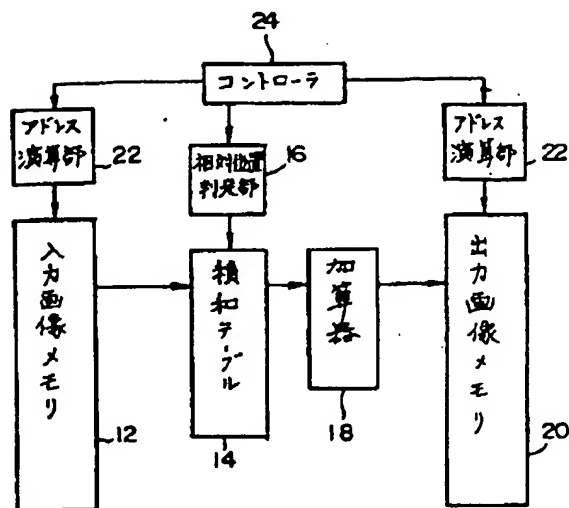 24
コントローラ
アドレス
演算部
22
相対位置
判定部
16
アドレス
演算部
22
入力画像メモリ
12
積和テーブル
14
加算器
18
出力画像メモリ
20